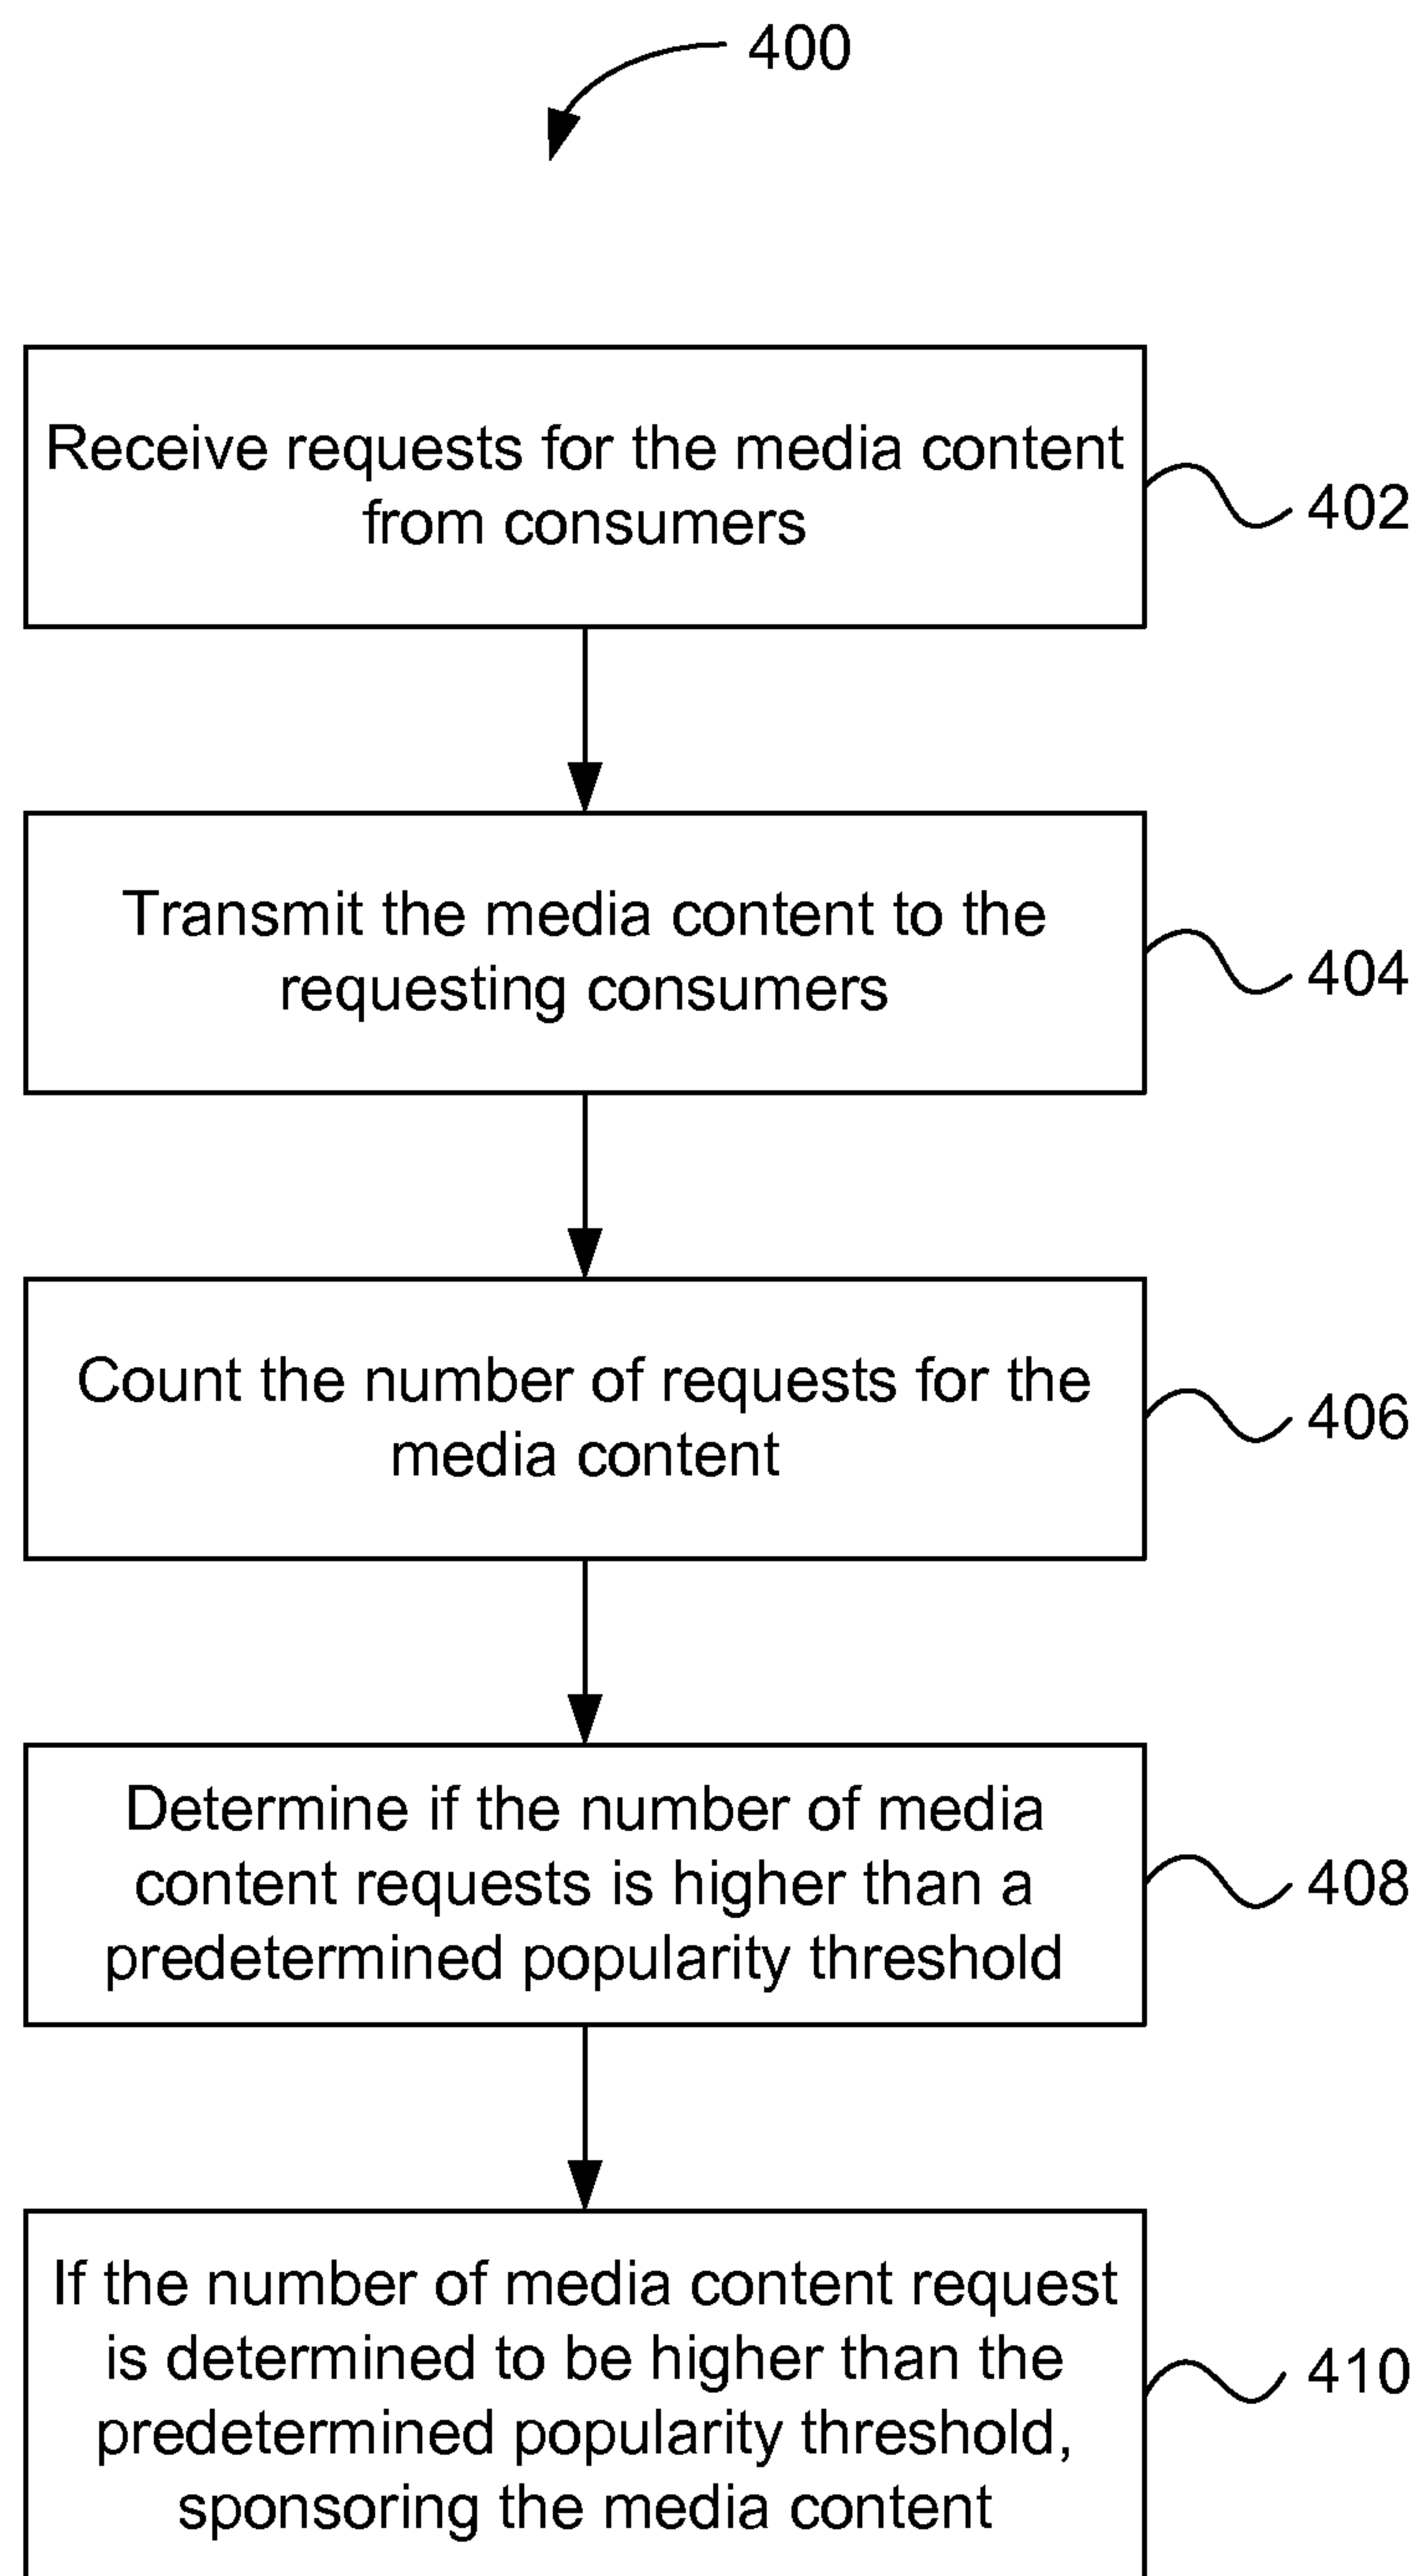 400
Receive requests for the media content
from consumers
402
Transmit the media content to the
requesting consumers
404
Count the number of requests for the
media content
406
Determine if the number of media
content requests is higher than a
predetermined popularity threshold
408
If the number of media content request
is determined to be higher than the
predetermined popularity threshold,
sponsoring the media content
410